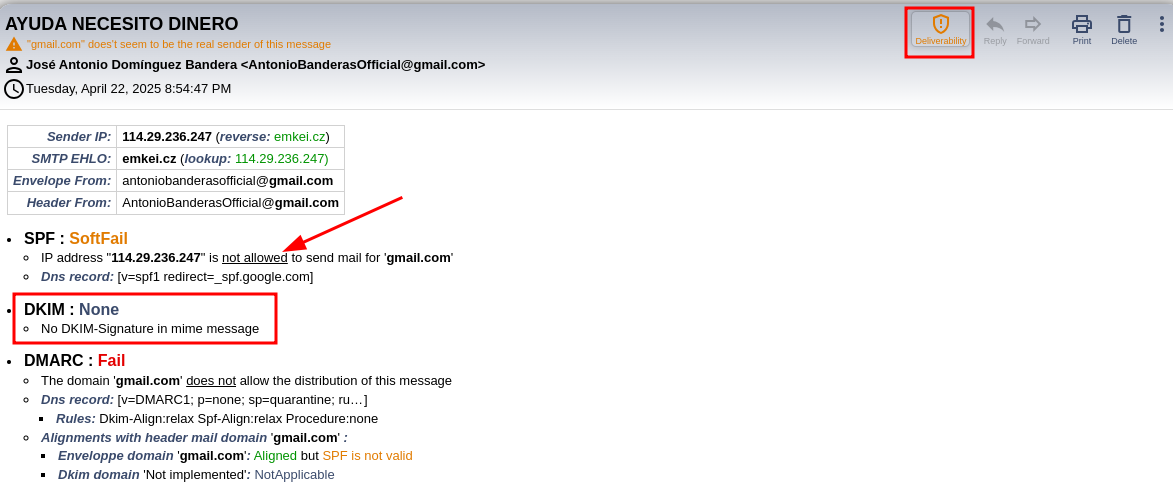 AYUDA NECESITO DINERO
"gmail.com" does't seem to be the real sender of this message
José Antonio Domínguez Bandera <AntonioBanderasOfficial@gmail.com>
Tuesday, April 22, 2025 8:54:47 PM
Deliverability
Reply
Forward
Print
Delete
Sender IP: 114.29.236.247 (reverse: emkei.cz)
SMTP EHLO: emkei.cz (lookup: 114.29.236.247)
Envelope From: antoniobanderasofficial@gmail.com
Header From: AntonioBanderasOfficial@gmail.com
SPF : SoftFail
IP address "114.29.236.247" is not allowed to send mail for 'gmail.com'
Dns record: [v=spf1 redirect=_spf.google.com]
DKIM : None
No DKIM-Signature in mime message
DMARC : Fail
The domain 'gmail.com' does not allow the distribution of this message
Dns record: [v=DMARC1; p=none; sp=quarantine; ru…]
Rules: Dkim-Align:relax Spf-Align:relax Procedure:none
Alignments with header mail domain 'gmail.com' :
Enveloppe domain 'gmail.com': Aligned but SPF is not valid
Dkim domain 'Not implemented': NotApplicable